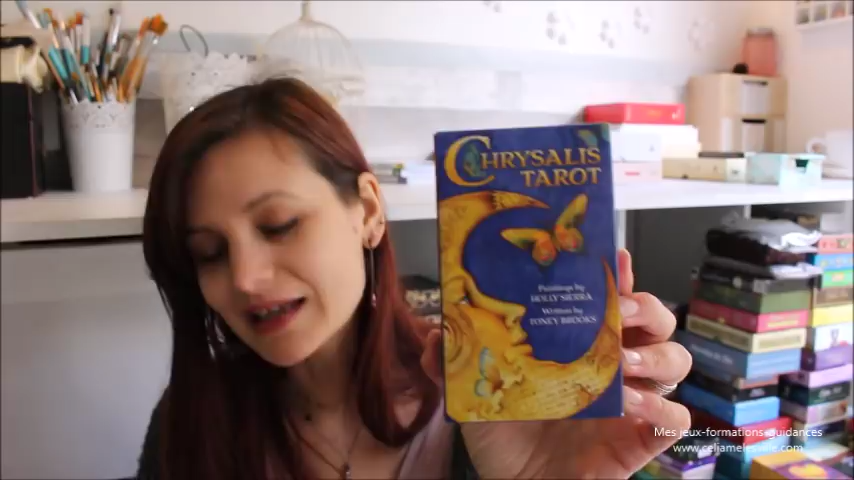 CHRYSALIS
TAROT
Paintings by
HOLLY SIERRA
Written by
TONEY BROOKS
Mes jeux-formations-guidances
www.celiamelesville.com